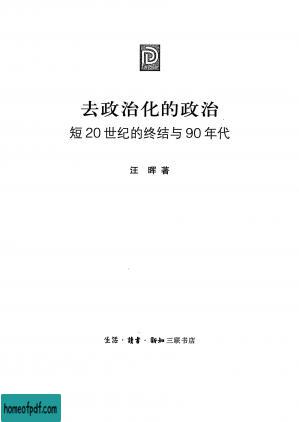 去政治化的政治
短20世纪的终结与90年代
汪 晖 著
生活·讀書·新知 三联书店
homeofpdf.com